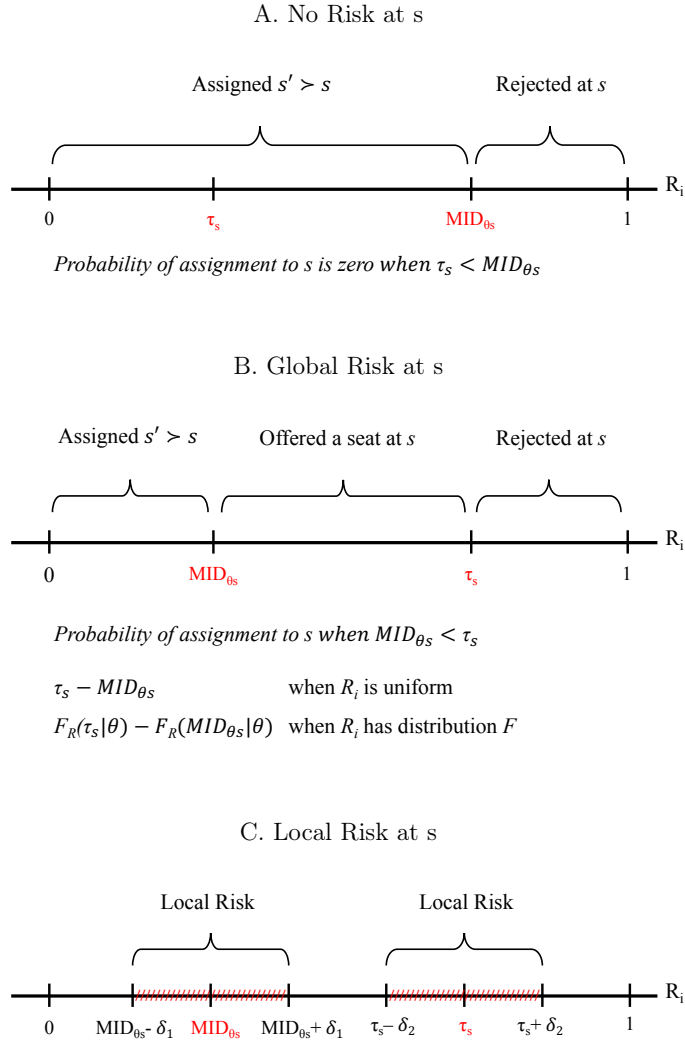 A. No Risk at s
Assigned s′ ≻ s Rejected at s
R_i
0 τ_s MID_θs 1
Probability of assignment to s is zero when τ_s < MID_θs
B. Global Risk at s
Assigned s′ ≻ s Offered a seat at s Rejected at s
R_i
0 MID_θs τ_s 1
Probability of assignment to s when MID_θs < τ_s
τ_s − MID_θs when R_i is uniform
F_R(τ_s|θ) − F_R(MID_θs|θ) when R_i has distribution F
C. Local Risk at s
Local Risk Local Risk
R_i
0 MID_θs- δ_1 MID_θs MID_θs+ δ_1 τ_s− δ_2 τ_s τ_s+ δ_2 1